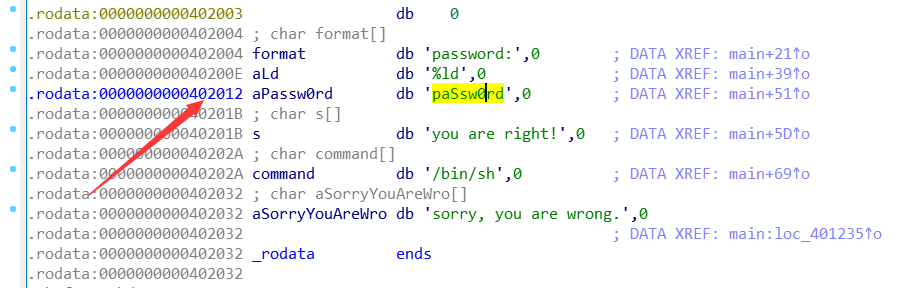 .rodata:0000000000402003 db 0
.rodata:0000000000402004 ; char format[]
.rodata:0000000000402004 format db 'password:',0 ; DATA XREF: main+21↑o
.rodata:000000000040200E aLd db '%ld',0 ; DATA XREF: main+39↑o
.rodata:0000000000402012 aPassw0rd db 'paSsw0rd',0 ; DATA XREF: main+51↑o
.rodata:000000000040201B ; char s[]
.rodata:000000000040201B s db 'you are right!',0 ; DATA XREF: main+5D↑o
.rodata:000000000040202A ; char command[]
.rodata:000000000040202A command db '/bin/sh',0 ; DATA XREF: main+69↑o
.rodata:0000000000402032 ; char aSorryYouAreWro[]
.rodata:0000000000402032 aSorryYouAreWro db 'sorry, you are wrong.',0
.rodata:0000000000402032 ; DATA XREF: main:loc_401235↑o
.rodata:0000000000402032 _rodata ends
.rodata:0000000000402032